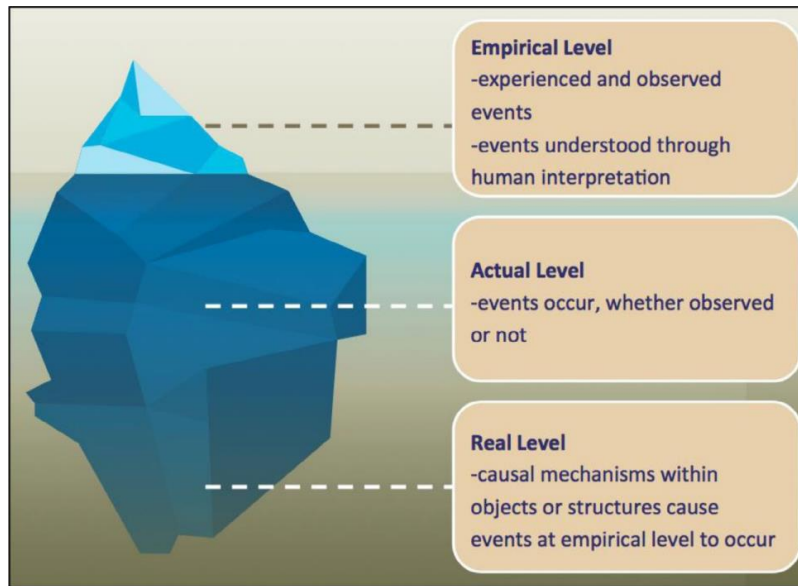 Empirical Level
-experienced and observed
events
-events understood through
human interpretation
Actual Level
-events occur, whether observed
or not
Real Level
-causal mechanisms within
objects or structures cause
events at empirical level to occur